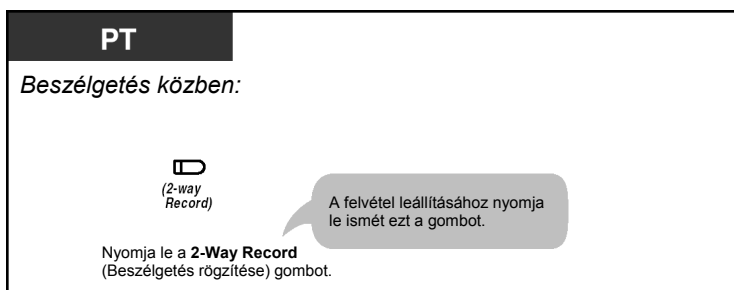 PT
Beszélgetés közben:
(2-way
Record)
A felvétel leállításához nyomja
le ismét ezt a gombot.
Nyomja le a 2-Way Record
(Beszélgetés rögzítése) gombot.